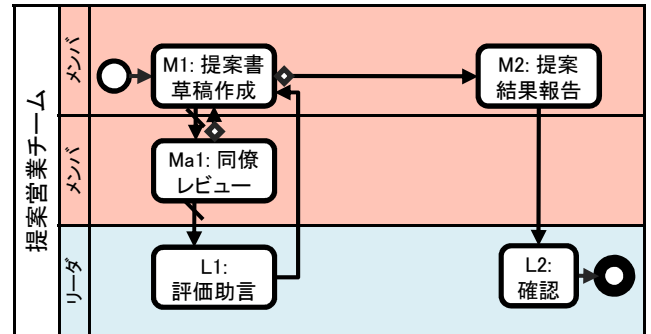 提案営業チーム
メンバ
M1: 提案書
草稿作成
M2: 提案
結果報告
メンバ
Ma1: 同僚
レビュー
リーダ
L1:
評価助言
L2:
確認